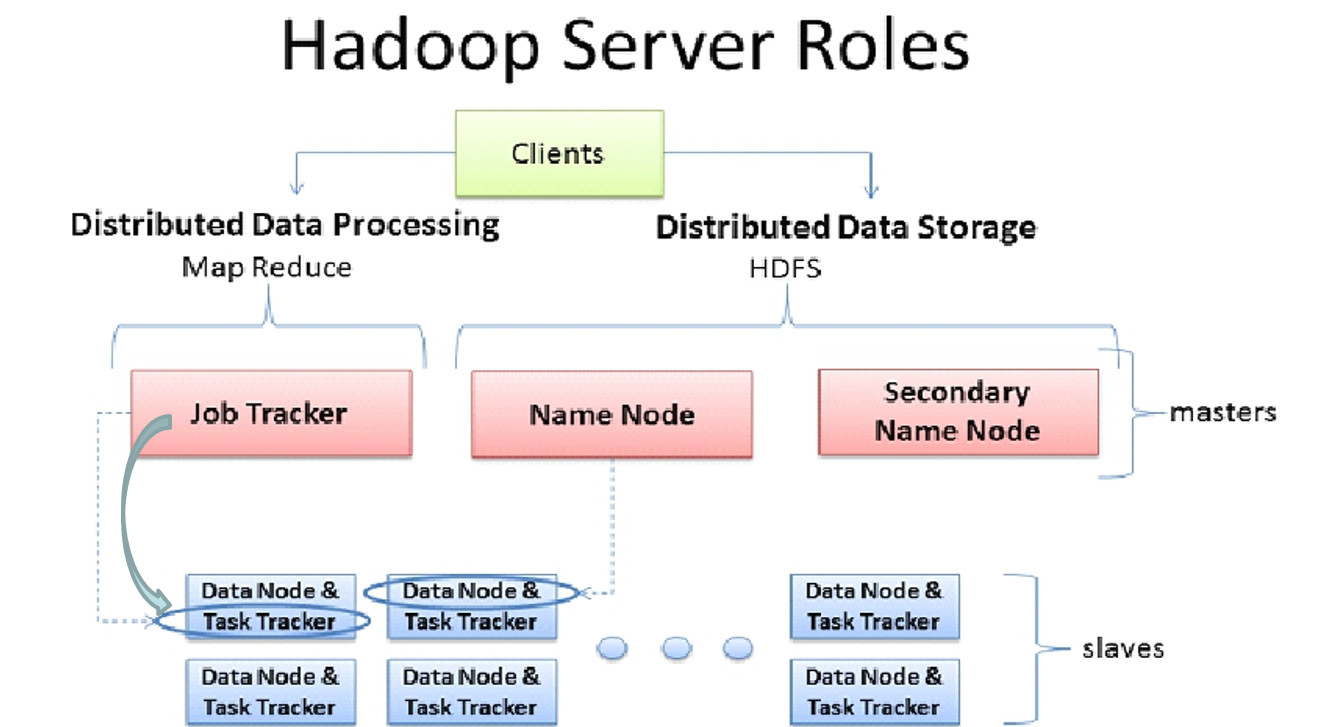 Hadoop Server Roles
Clients
Distributed Data Processing
Map Reduce
Distributed Data Storage
HDFS
Job Tracker
Name Node
Secondary
Name Node
masters
Data Node &
Task Tracker
Data Node &
Task Tracker
Data Node &
Task Tracker
slaves
Data Node &
Task Tracker
Data Node &
Task Tracker
Data Node &
Task Tracker